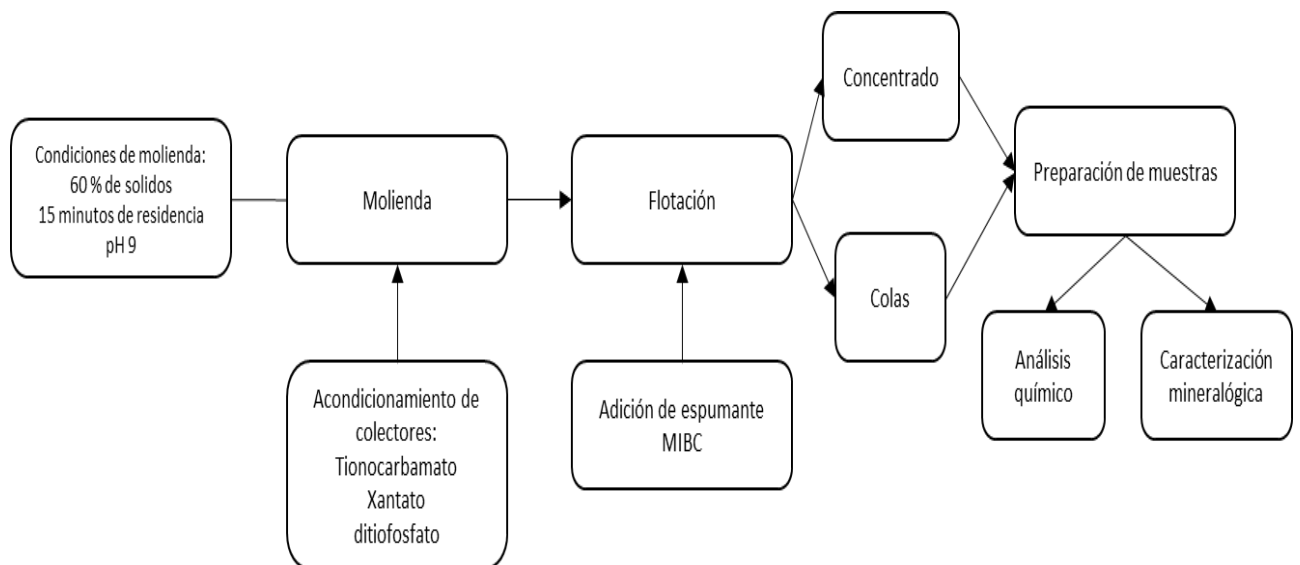 Condiciones de molienda:
60 % de solidos
15 minutos de residencia
pH 9
Molienda
Acondicionamiento de
colectores:
Tionocarbamato
Xantato
ditiofosfato
Flotación
Adición de espumante
MIBC
Concentrado
Colas
Preparación de muestras
Análisis
químico
Caracterización
mineralógica